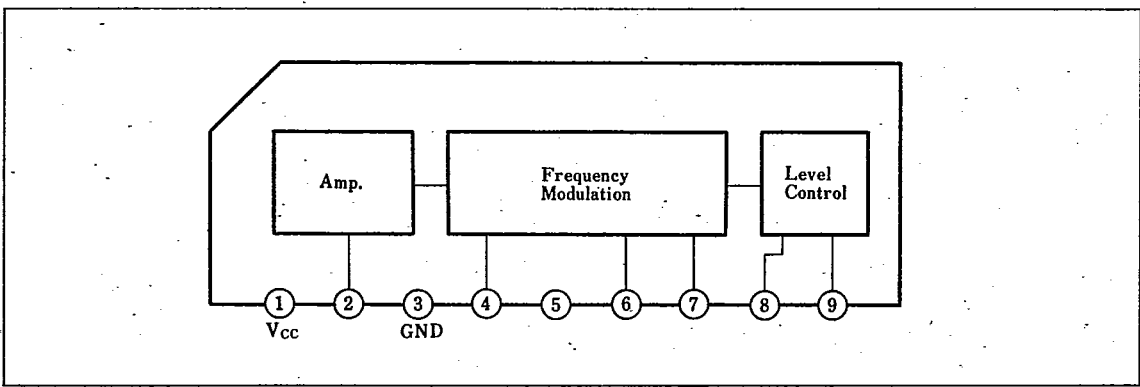 Amp.
Frequency
Modulation
Level
Control
1 2 3 4 5 6 7 8 9
Vcc GND